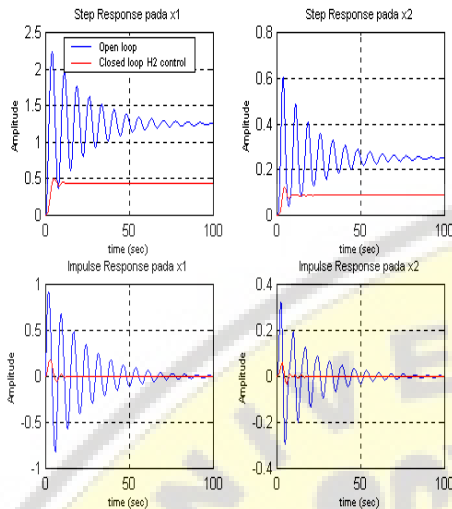 Step Response pada x1
2.5
2
1.5
1
0.5
0
0
50
100
Amplitude
time (sec)
Open loop
Closed loop H2 control
Step Response pada x2
0.8
0.6
0.4
0.2
0
0
50
100
Amplitude
time (sec)
Impulse Response pada x1
1
0.5
0
-0.5
-1
0
50
100
Amplitude
time (sec)
Impulse Response pada x2
0.4
0.2
0
-0.2
-0.4
0
50
100
Amplitude
time (sec)